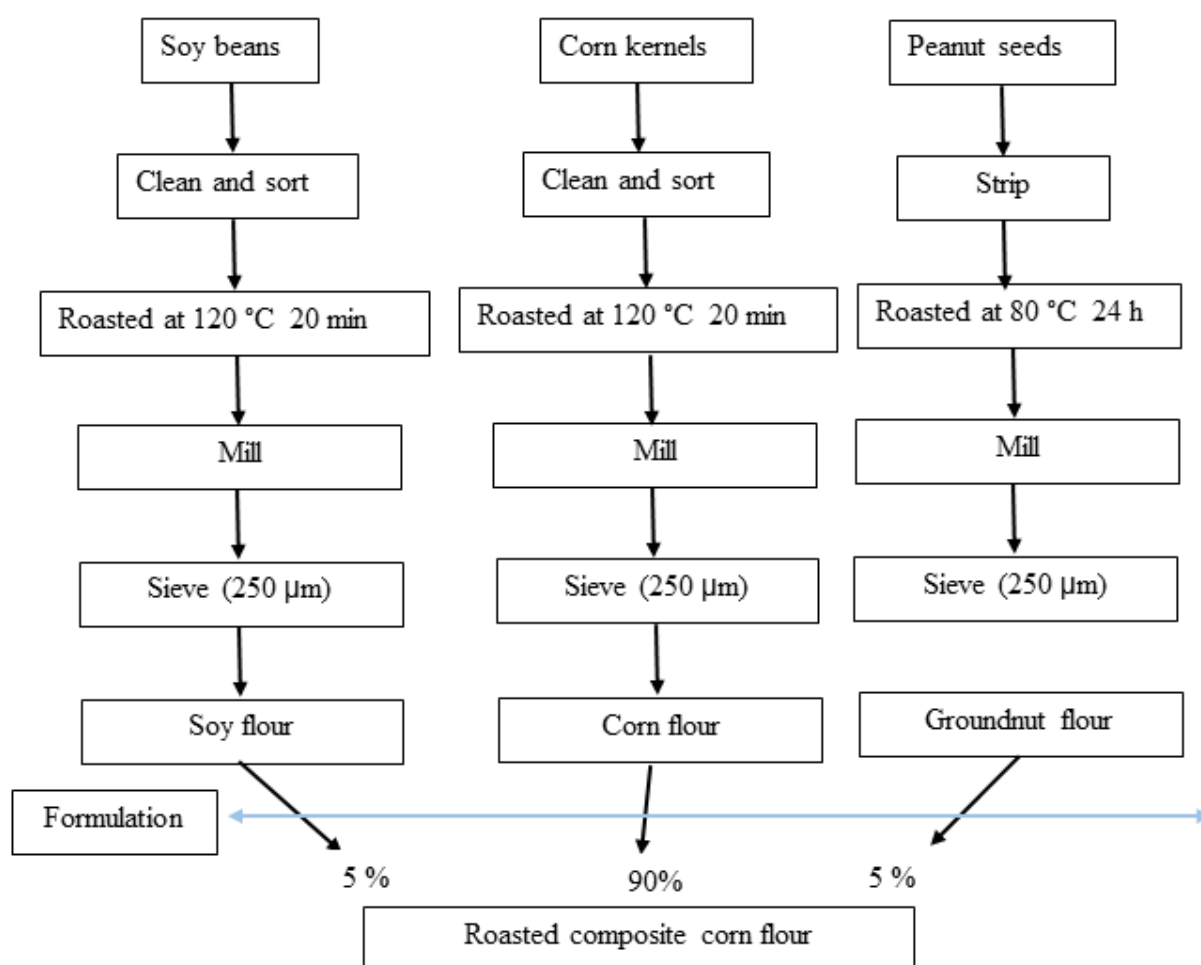 Soy beans
Corn kernels
Peanut seeds
Clean and sort
Clean and sort
Strip
Roasted at 120 °C 20 min
Roasted at 120 °C 20 min
Roasted at 80 °C 24 h
Mill
Mill
Mill
Sieve (250 µm)
Sieve (250 µm)
Sieve (250 µm)
Soy flour
Corn flour
Groundnut flour
Formulation
5 %
90%
5 %
Roasted composite corn flour